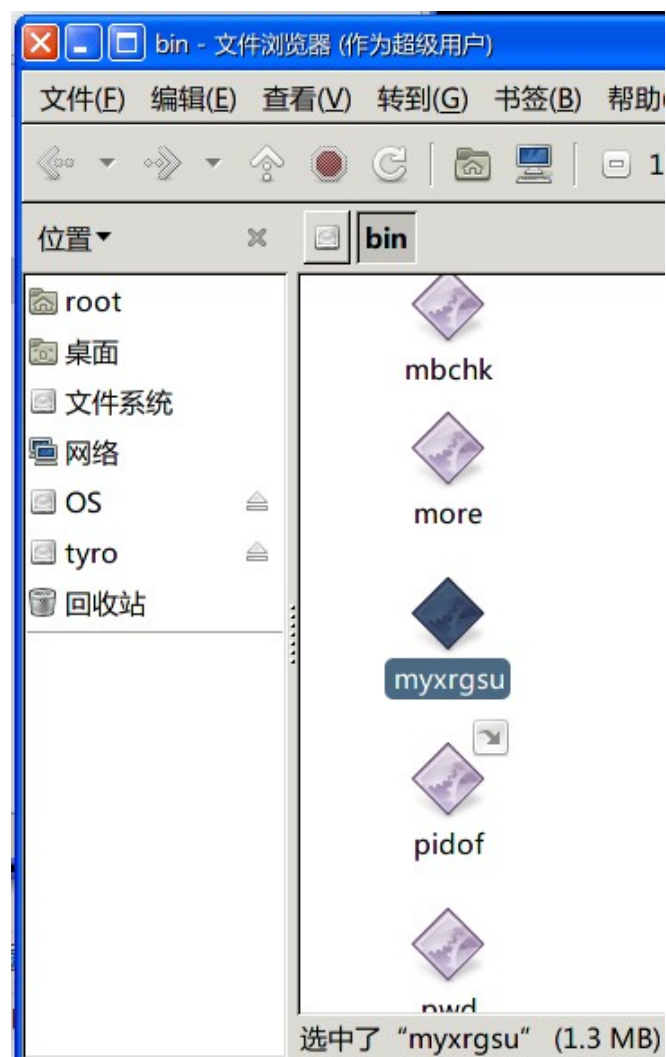 bin - 文件浏览器 (作为超级用户)
文件(F) 编辑(E) 查看(V) 转到(G) 书签(B) 帮助(
1
位置
bin
root
桌面
文件系统
网络
OS
tyro
回收站
mbchk
more
myxrgsu
pidof
pwd
选中了 “myxrgsu” (1.3 MB)